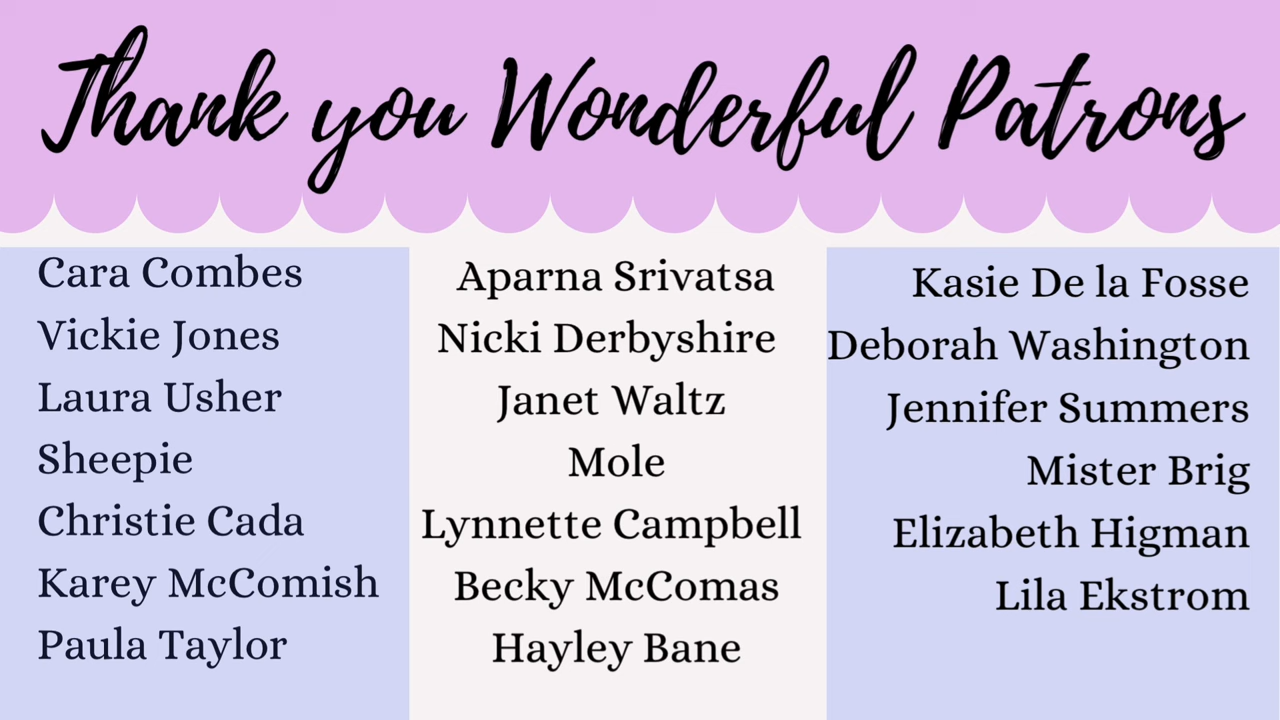 Thank you Wonderful Patrons
Cara Combes
Vickie Jones
Laura Usher
Sheepie
Christie Cada
Karey McComish
Paula Taylor
Aparna Srivatsa
Nicki Derbyshire
Janet Waltz
Mole
Lynnette Campbell
Becky McComas
Hayley Bane
Kasie De la Fosse
Deborah Washington
Jennifer Summers
Mister Brig
Elizabeth Higman
Lila Ekstrom